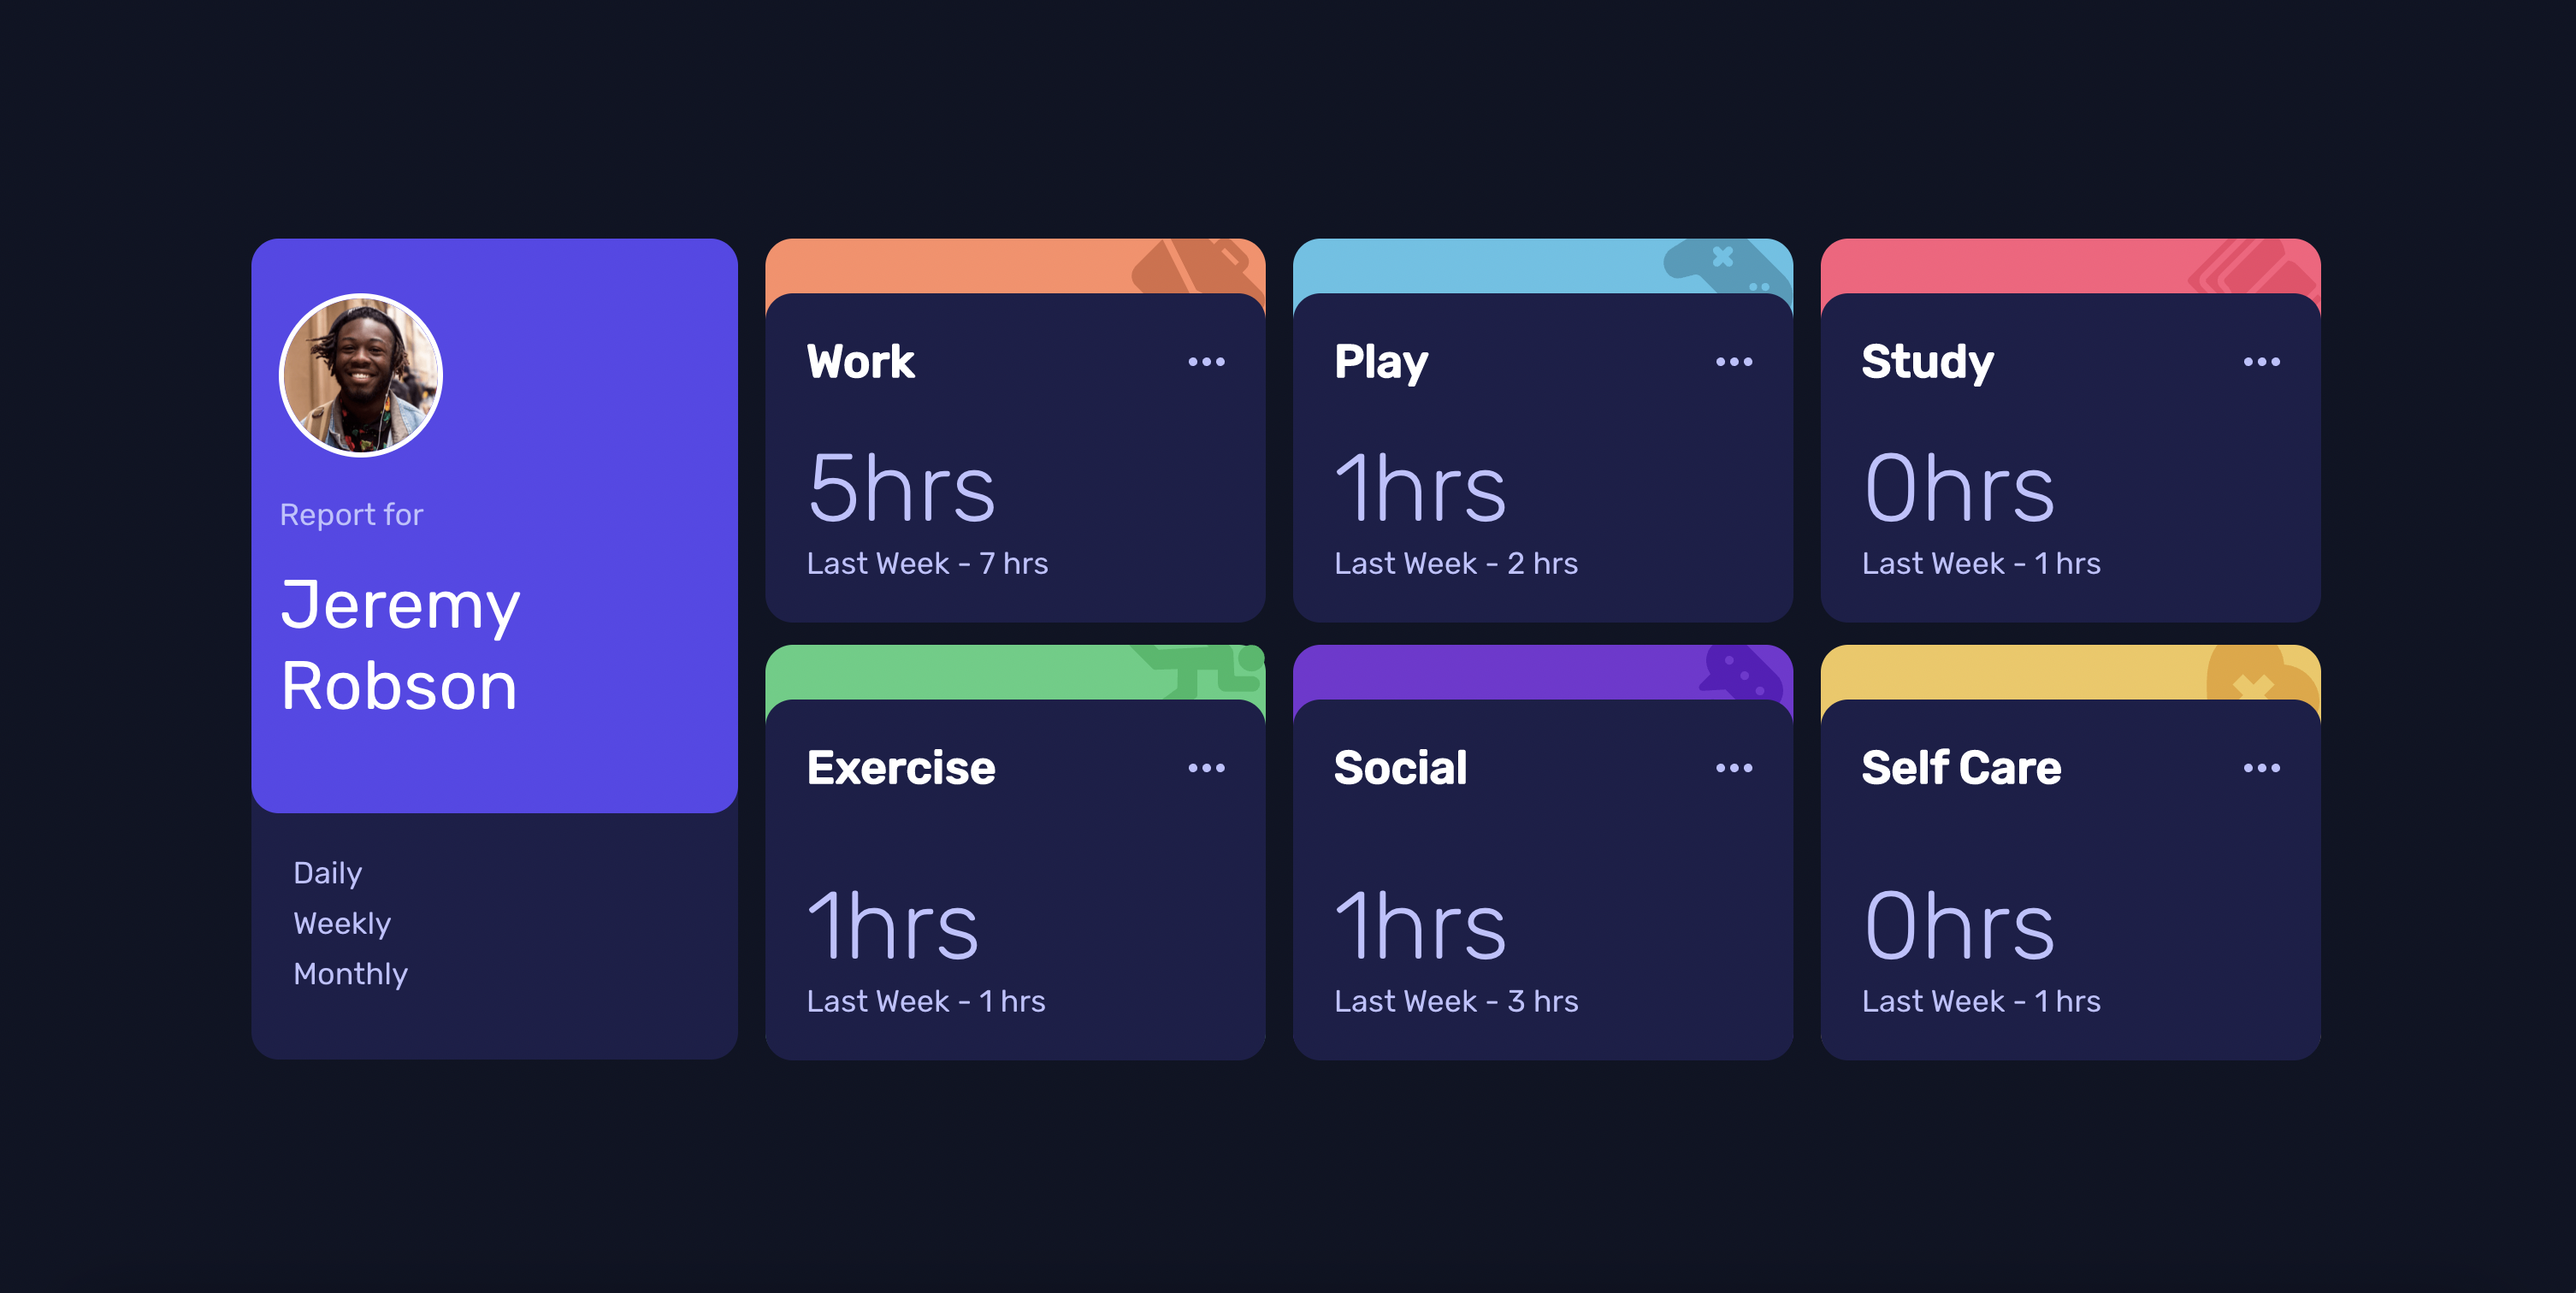 Report for
Jeremy
Robson
Daily
Weekly
Monthly
Work
5hrs
Last Week - 7 hrs
Play
1hrs
Last Week - 2 hrs
Study
0hrs
Last Week - 1 hrs
Exercise
1hrs
Last Week - 1 hrs
Social
1hrs
Last Week - 3 hrs
Self Care
0hrs
Last Week - 1 hrs